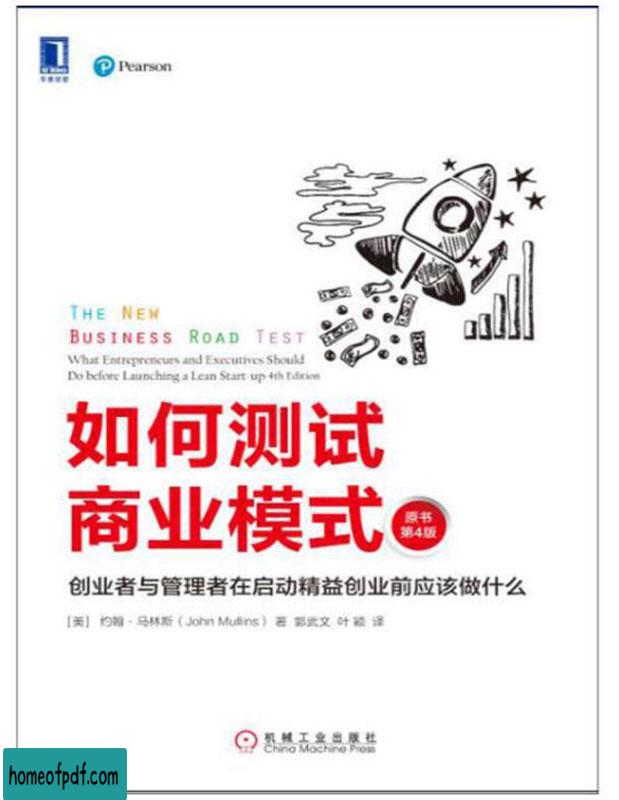 Pearson
THE NEW
BUSINESS ROAD TEST
What Entrepreneurs and Executives Should
Do before Launching a Lean Start-up 4th Edition
如何测试
商业模式
原书
第4版
创业者与管理者在启动精益创业前应该做什么
[美] 约翰·马林斯(John Mullins)著 郭武文 叶颖 译
机械工业出版社
China Machine Press
homeofpdf.com